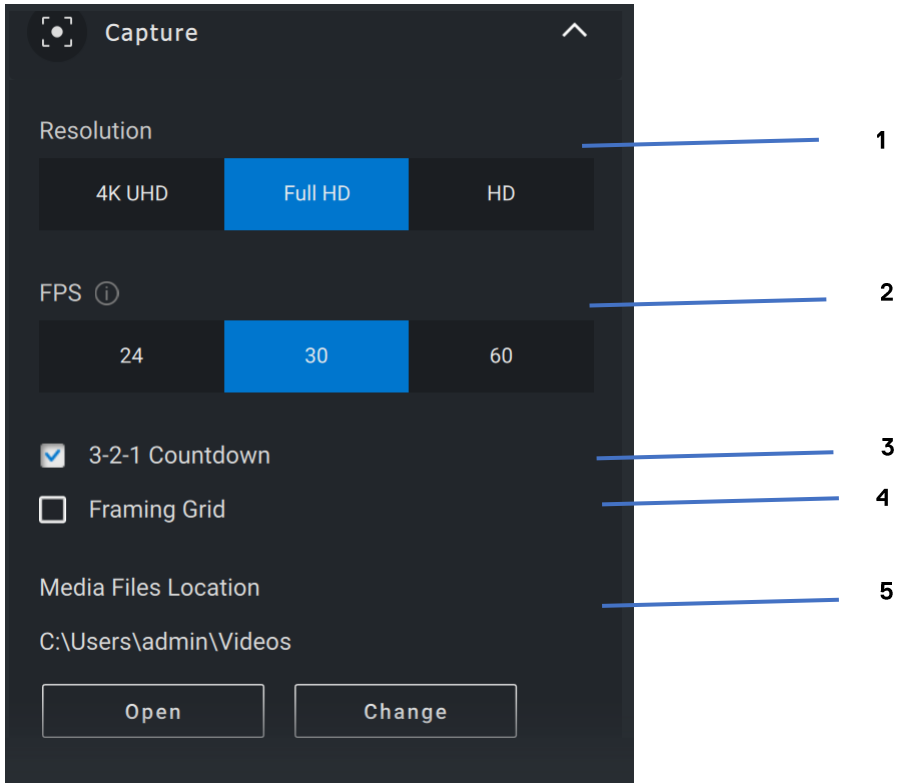 Capture
Resolution
1
4K UHD Full HD HD
FPS
2
24 30 60
3-2-1 Countdown
3
Framing Grid
4
Media Files Location
5
C:\Users\admin\Videos
Open Change